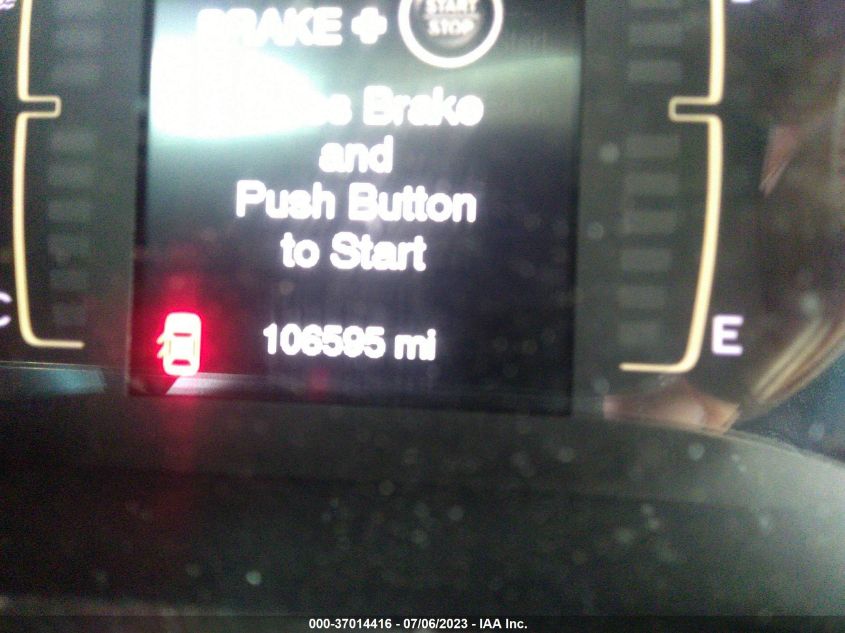 BRAKE +
START
STOP
Brake
and
Push Button
to Start
106595 mi
C
E
000-37014416 - 07/06/2023 - IAA Inc.